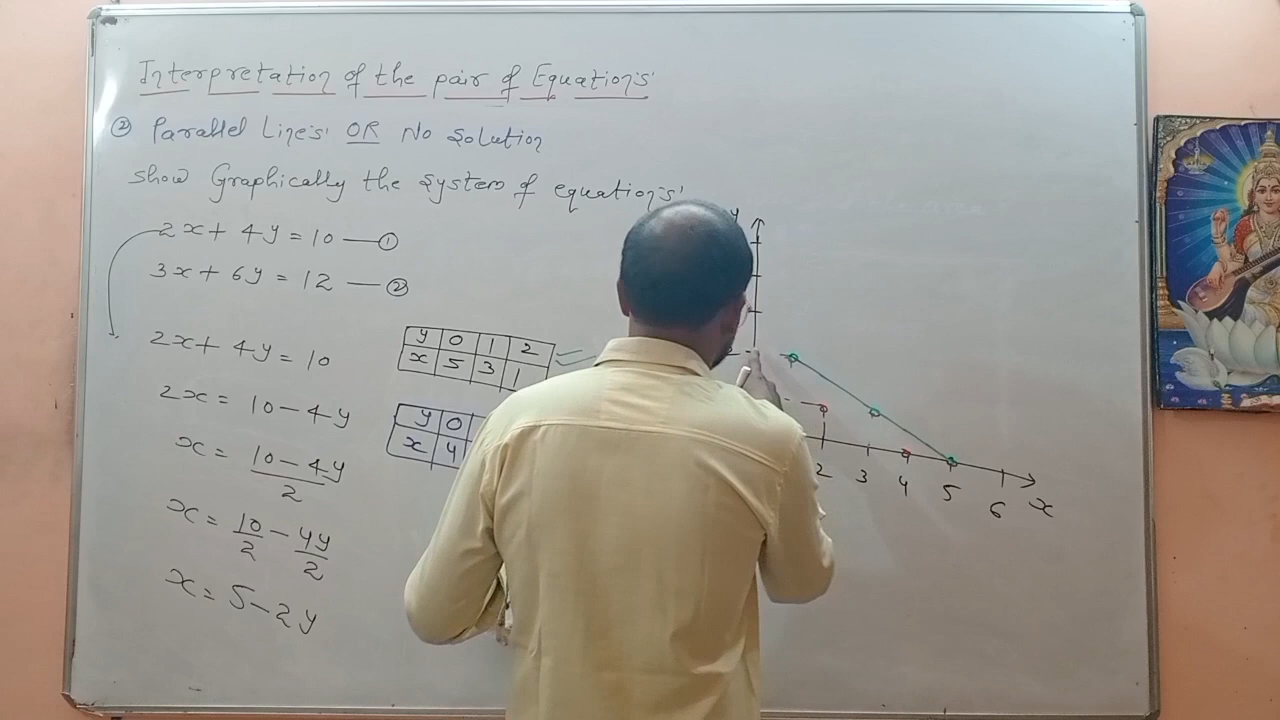 Interpretation of the pair of Equations
② Parallel Lines OR No Solution
show Graphically the system of equations
2x + 4y = 10 — ①
3x + 6y = 12 — ②
2x + 4y = 10
2x = 10 - 4y
x = 10 - 4y / 2
x = 10/2 - 4y/2
x = 5 - 2y
y 0 1 2
x 5 3 1
y 0
x 4
y
2 3 4 5 6 x